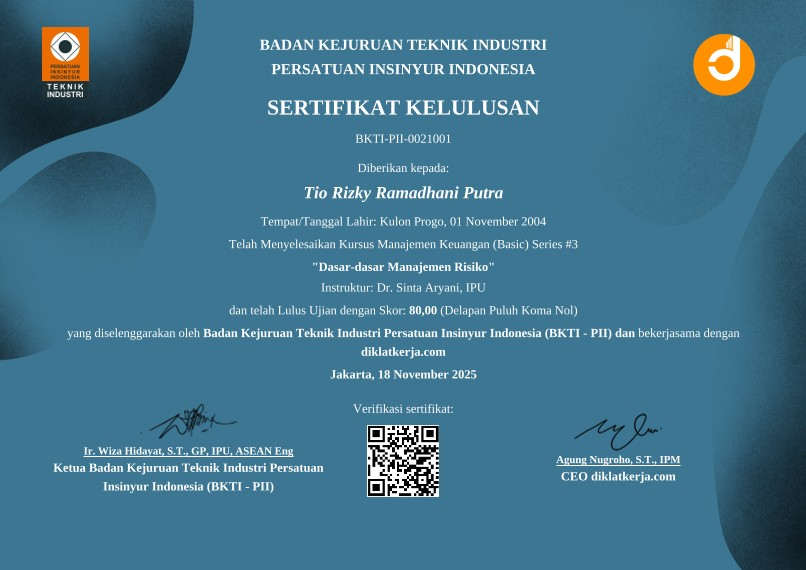 PERSATUAN
INSINYUR
INDONESIA
TEKNIK
INDUSTRI
BADAN KEJURUAN TEKNIK INDUSTRI
PERSATUAN INSINYUR INDONESIA
SERTIFIKAT KELULUSAN
BKTI-PII-0021001
Diberikan kepada:
Tio Rizky Ramadhani Putra
Tempat/Tanggal Lahir: Kulon Progo, 01 November 2004
Telah Menyelesaikan Kursus Manajemen Keuangan (Basic) Series #3
"Dasar-dasar Manajemen Risiko"
Instruktur: Dr. Sinta Aryani, IPU
dan telah Lulus Ujian dengan Skor: 80,00 (Delapan Puluh Koma Nol)
yang diselenggarakan oleh Badan Kejuruan Teknik Industri Persatuan Insinyur Indonesia (BKTI - PII) dan bekerjasama dengan
diklatkerja.com
Jakarta, 18 November 2025
Verifikasi sertifikat:
Ir. Wiza Hidayat, S.T., GP, IPU, ASEAN Eng
Ketua Badan Kejuruan Teknik Industri Persatuan
Insinyur Indonesia (BKTI - PII)
Agung Nugroho, S.T., IPM
CEO diklatkerja.com